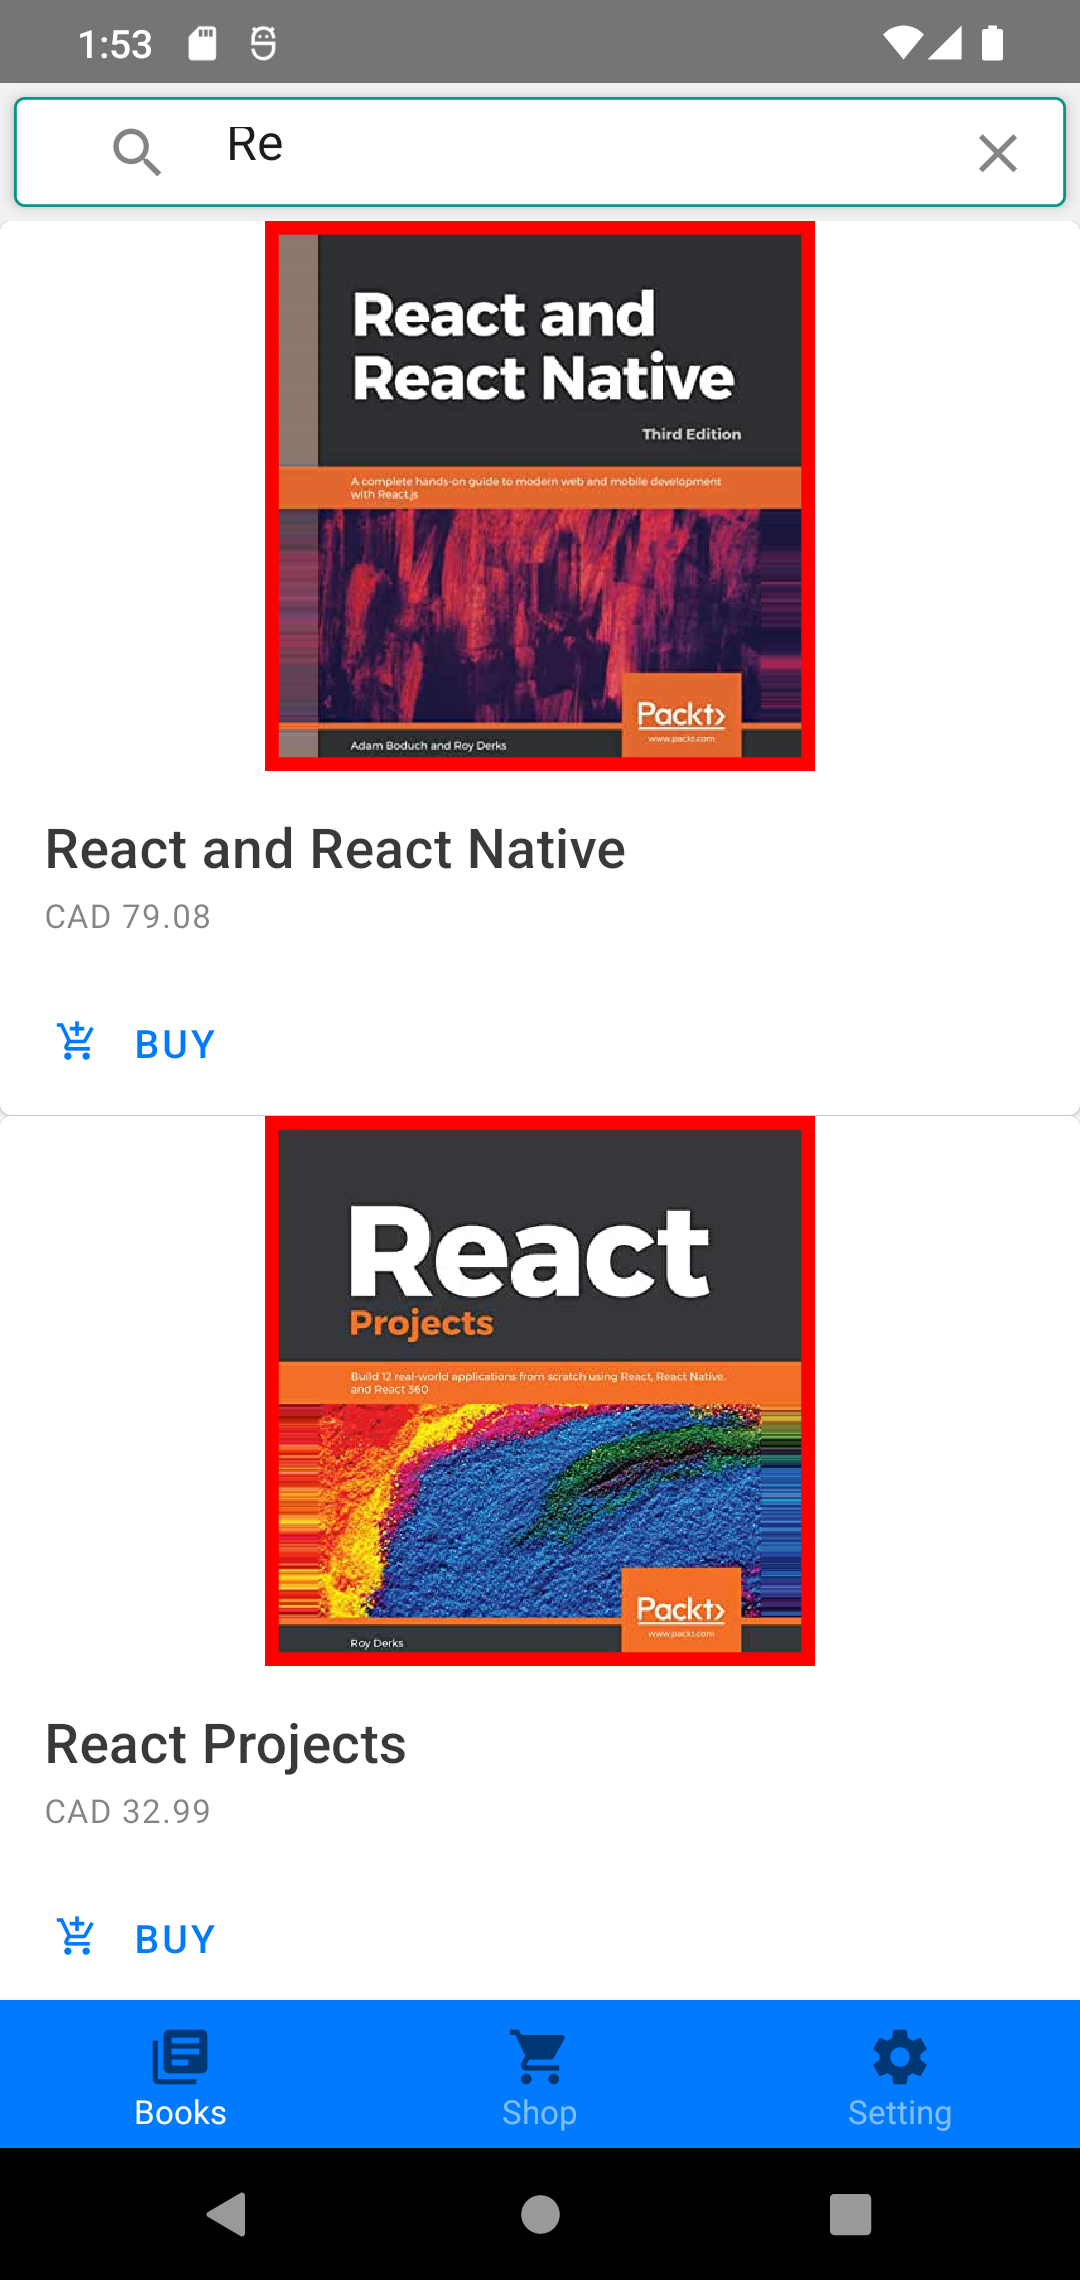 1:53
Re
React and
React Native
Third Edition
A complete hands-on guide to modern web and mobile development
with React.js
Packt>
www.packt.com
Adam Boduch and Roy Derks
React and React Native
CAD 79.08
BUY
React
Projects
Build 12 real-world applications from scratch using React, React Native,
and React 360
Packt>
www.packt.com
Roy Derks
React Projects
CAD 32.99
BUY
Books
Shop
Setting